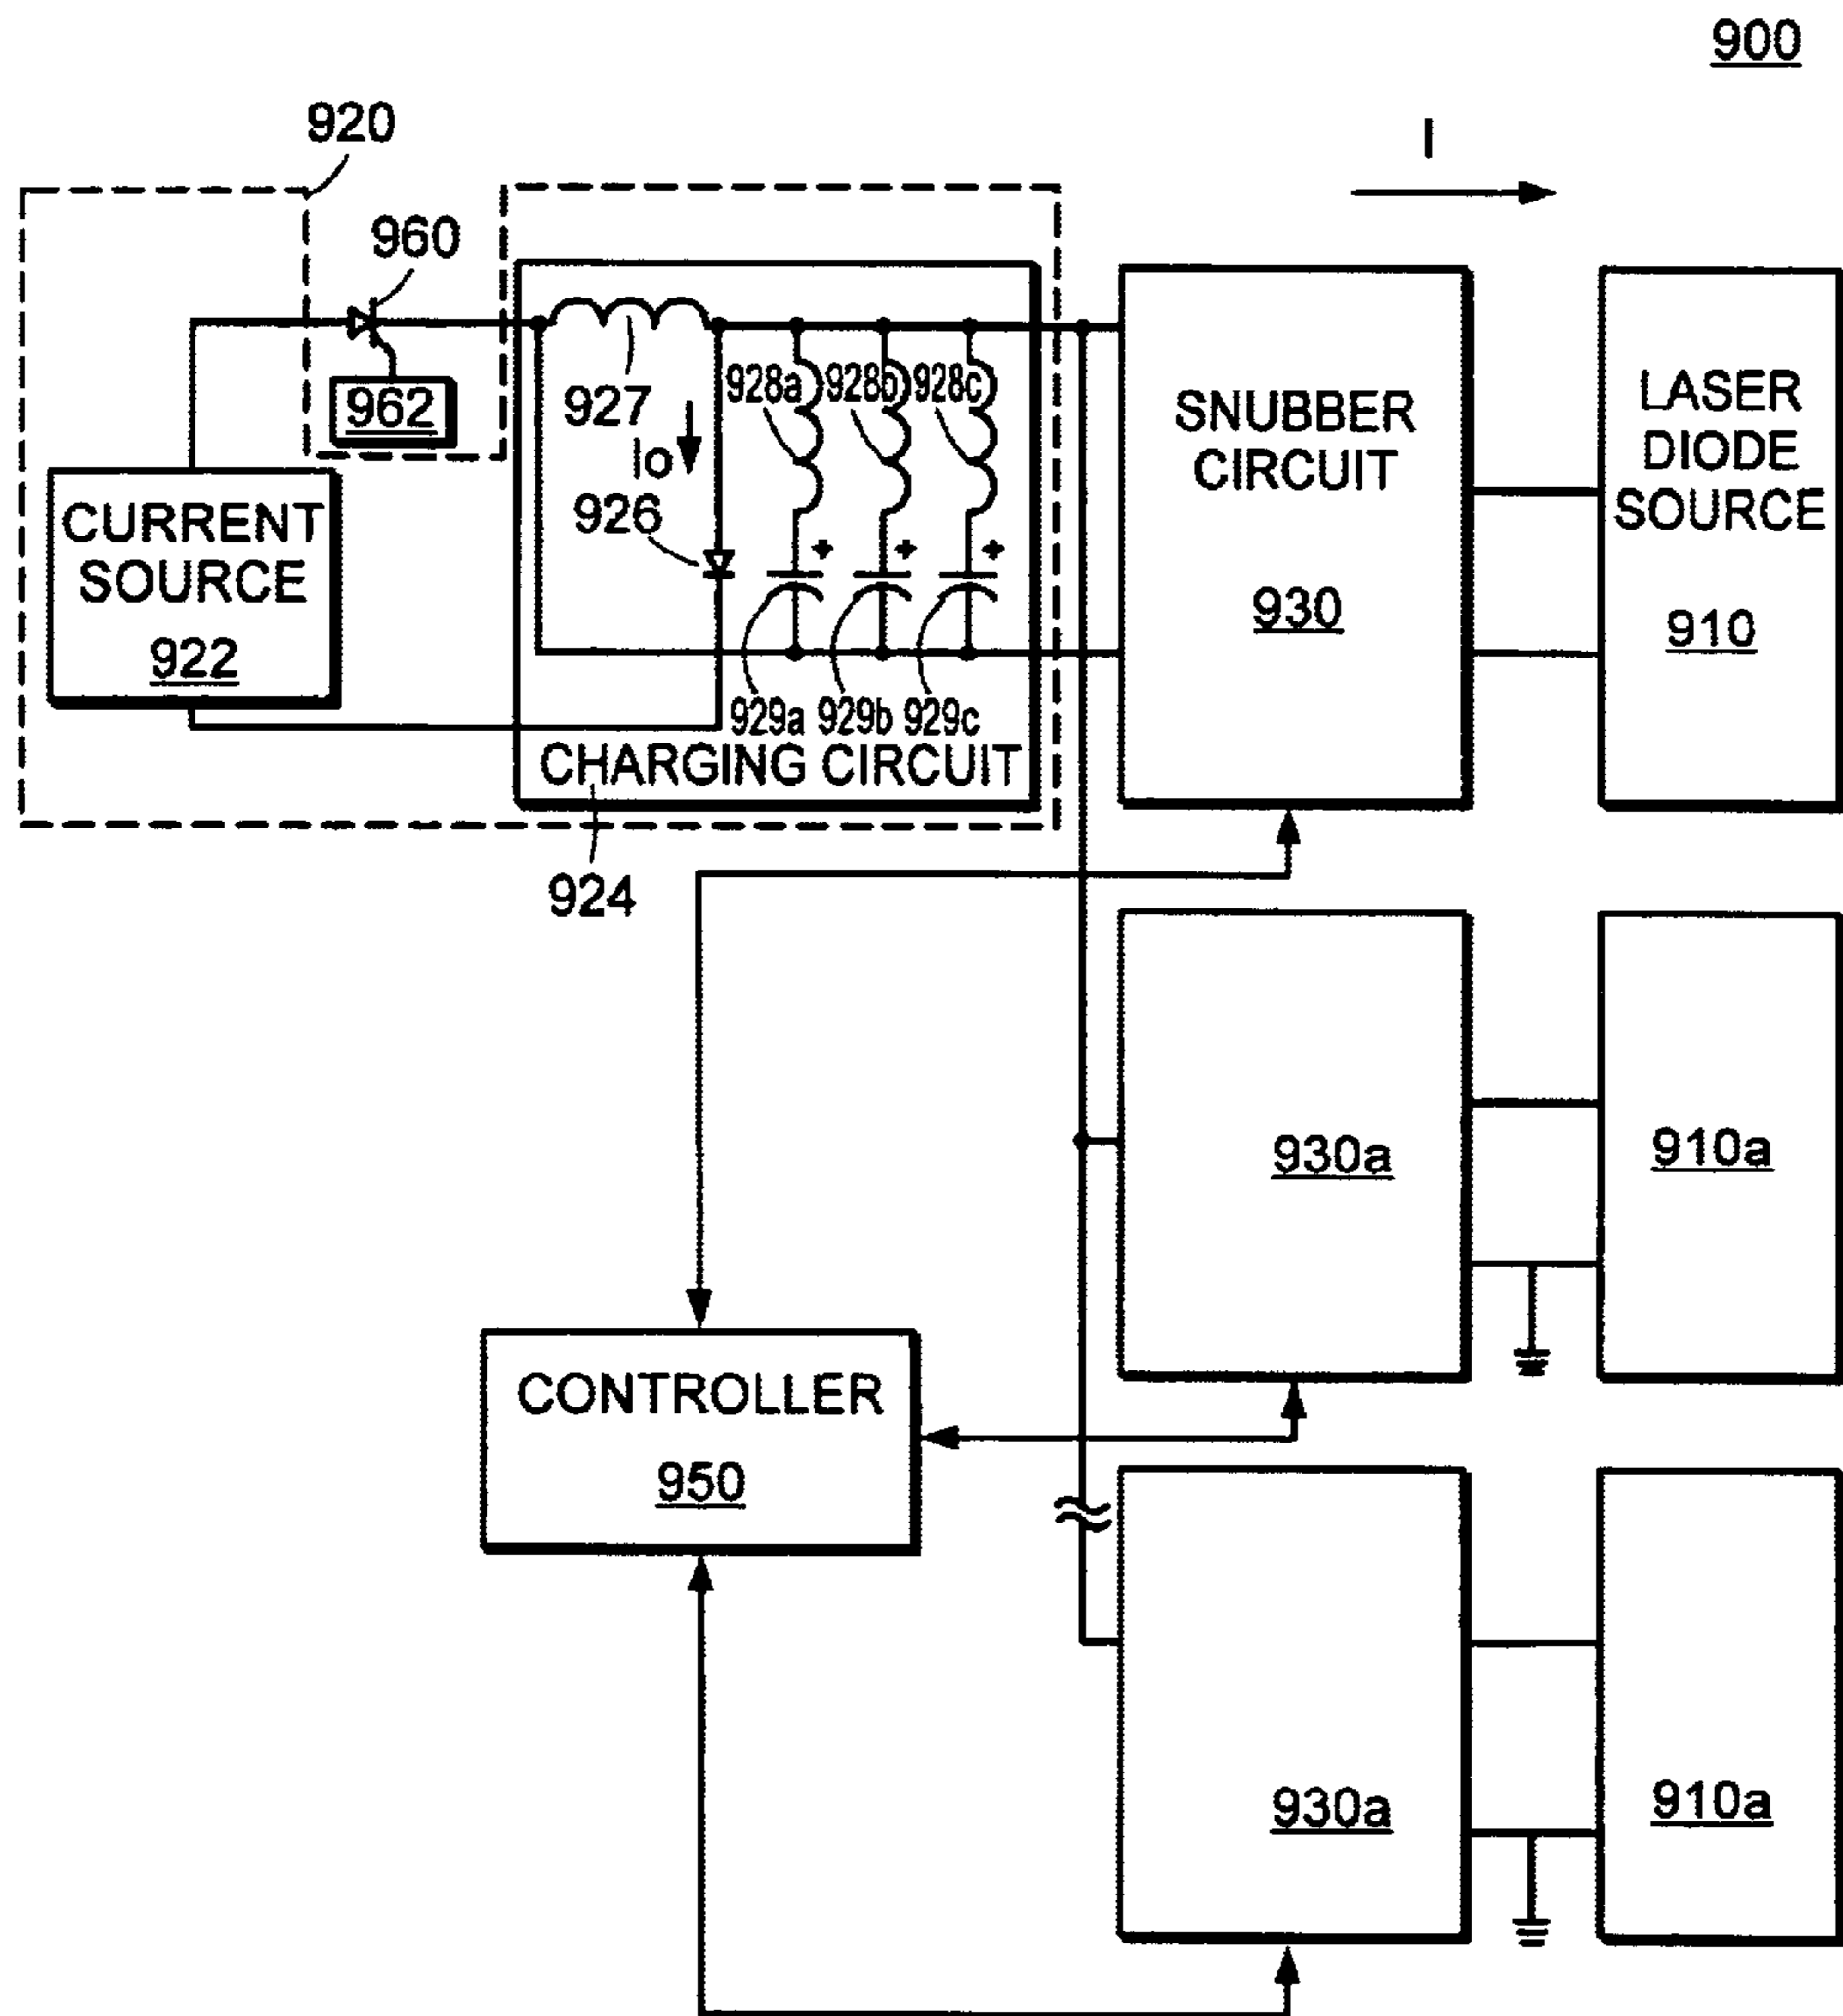 900
920
I
960
962
927
Io
926
928a
928b
928c
+
+
+
929a
929b
929c
CURRENT
SOURCE
922
CHARGING CIRCUIT
924
SNUBBER
CIRCUIT
930
LASER
DIODE
SOURCE
910
930a
910a
CONTROLLER
950
930a
910a